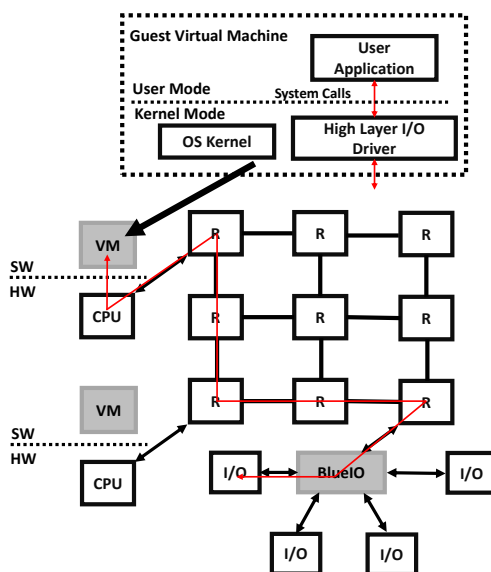 Guest Virtual Machine
User
Application
User Mode
System Calls
Kernel Mode
OS Kernel
High Layer I/O
Driver
VM
R
R
R
SW
HW
CPU
R
R
R
VM
R
R
R
SW
HW
CPU
I/O
BlueIO
I/O
I/O
I/O